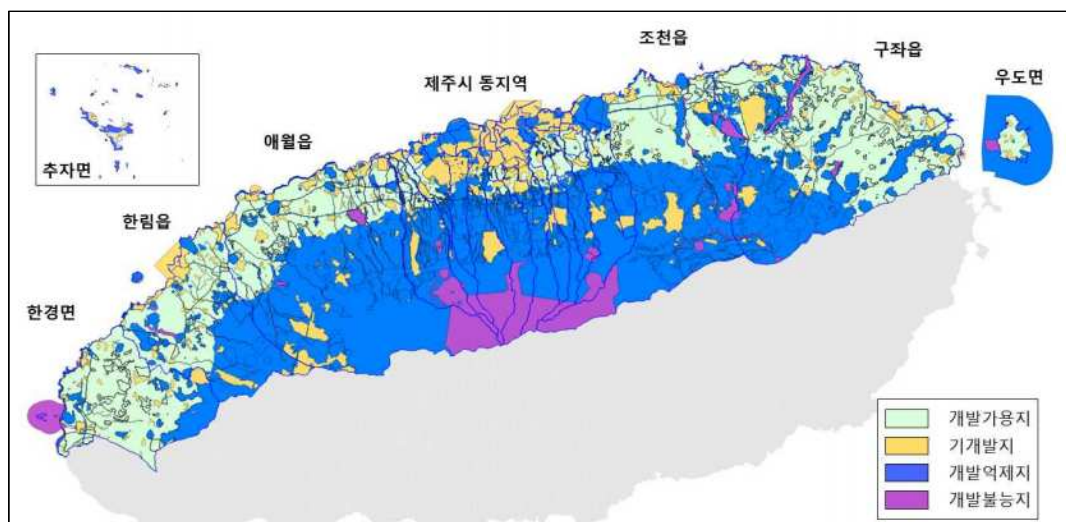 조천읍
구좌읍
제주시 동지역
우도면
애월읍
추자면
한림읍
한경면
개발가용지
기개발지
개발억제지
개발불능지